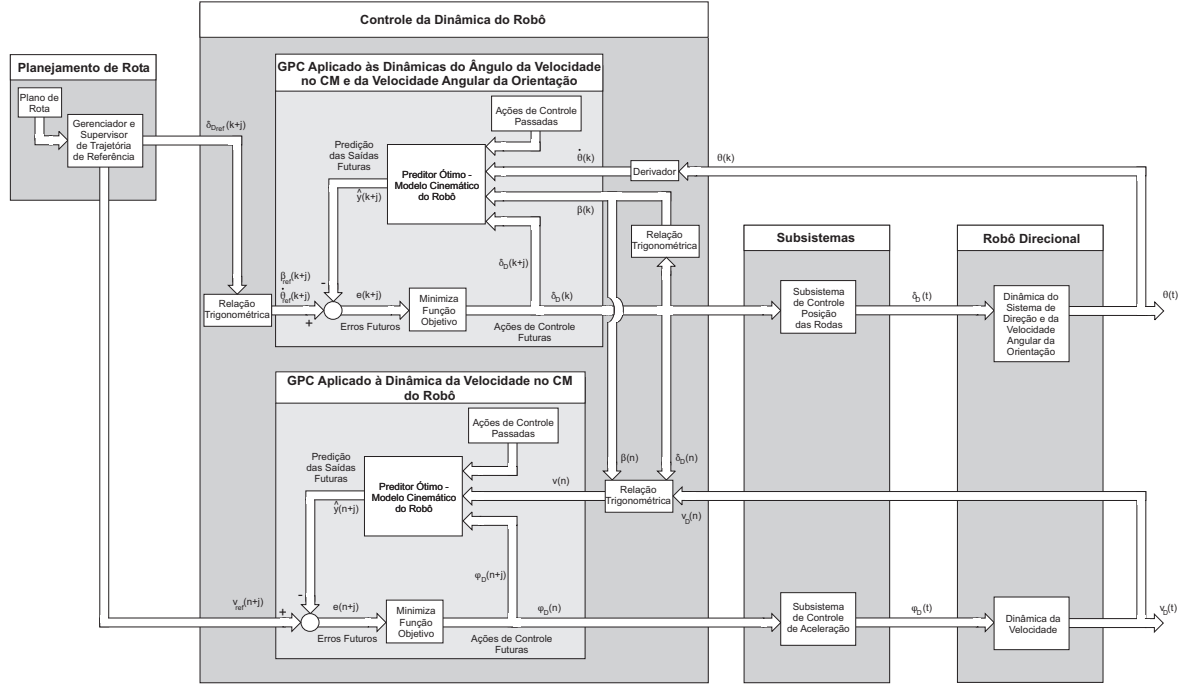 Controle da Dinâmica do Robô
Planejamento de Rota
Plano de
Rota
Gerenciador e
Supervisor
de Trajetória
de Referência
δDref(k+j)
GPC Aplicado às Dinâmicas do Ângulo da Velocidade
no CM e da Velocidade Angular da Orientação
Ações de Controle
Passadas
Predição
das Saídas
Futuras
ŷ(k+j)
Preditor Ótimo -
Modelo Cinemático
do Robô
θ̇(k)
Derivador
θ(k)
β(k)
Relação
Trigonométrica
δD(k+j)
βref(k+j)
θ̇ref(k+j)
Relação
Trigonométrica
-
+
e(k+j)
Erros Futuros
Minimiza
Função
Objetivo
δD(k)
Ações de Controle
Futuras
Subsistemas
Subsistema
de Controle
Posição
das Rodas
δD(t)
Robô Direcional
Dinâmica do
Sistema de
Direção e da
Velocidade
Angular da
Orientação
θ(t)
GPC Aplicado à Dinâmica da Velocidade no CM
do Robô
Ações de Controle
Passadas
Predição
das Saídas
Futuras
ŷ(n+j)
Preditor Ótimo -
Modelo Cinemático
do Robô
v(n)
β(n)
δD(n)
Relação
Trigonométrica
vD(n)
φD(n+j)
vref(n+j)
-
+
e(n+j)
Erros Futuros
Minimiza
Função
Objetivo
φD(n)
Ações de Controle
Futuras
Subsistema
de Controle
de Aceleração
φD(t)
Dinâmica da
Velocidade
vD(t)